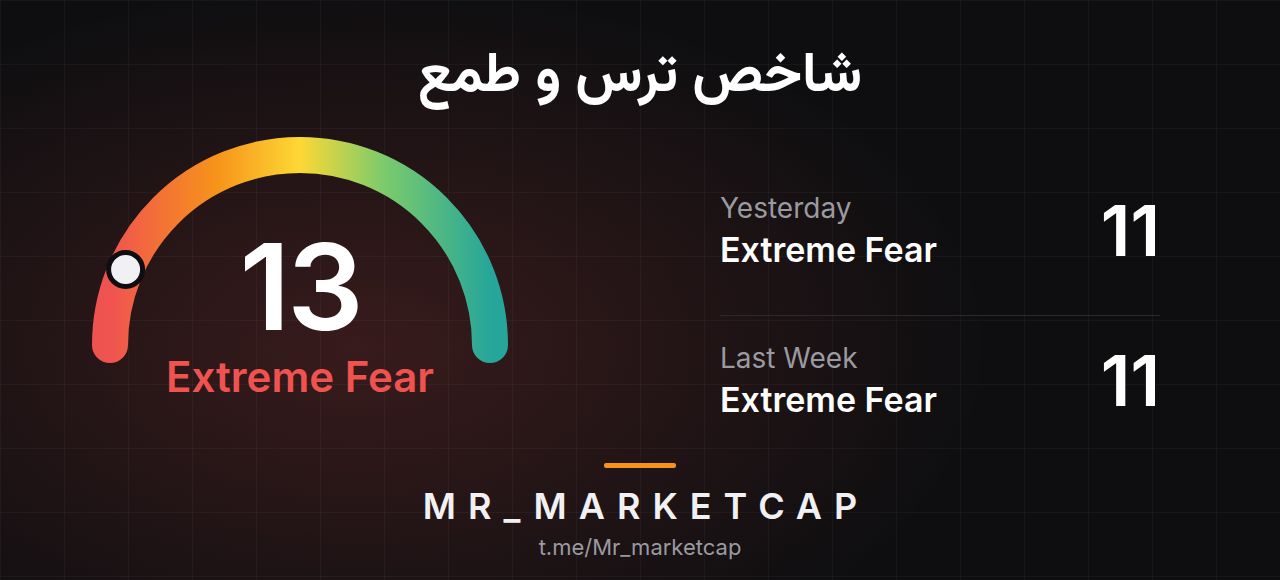 شاخص ترس و طمع
13
Extreme Fear
Yesterday
Extreme Fear
11
Last Week
Extreme Fear
11
MR_MARKETCAP
t.me/Mr_marketcap